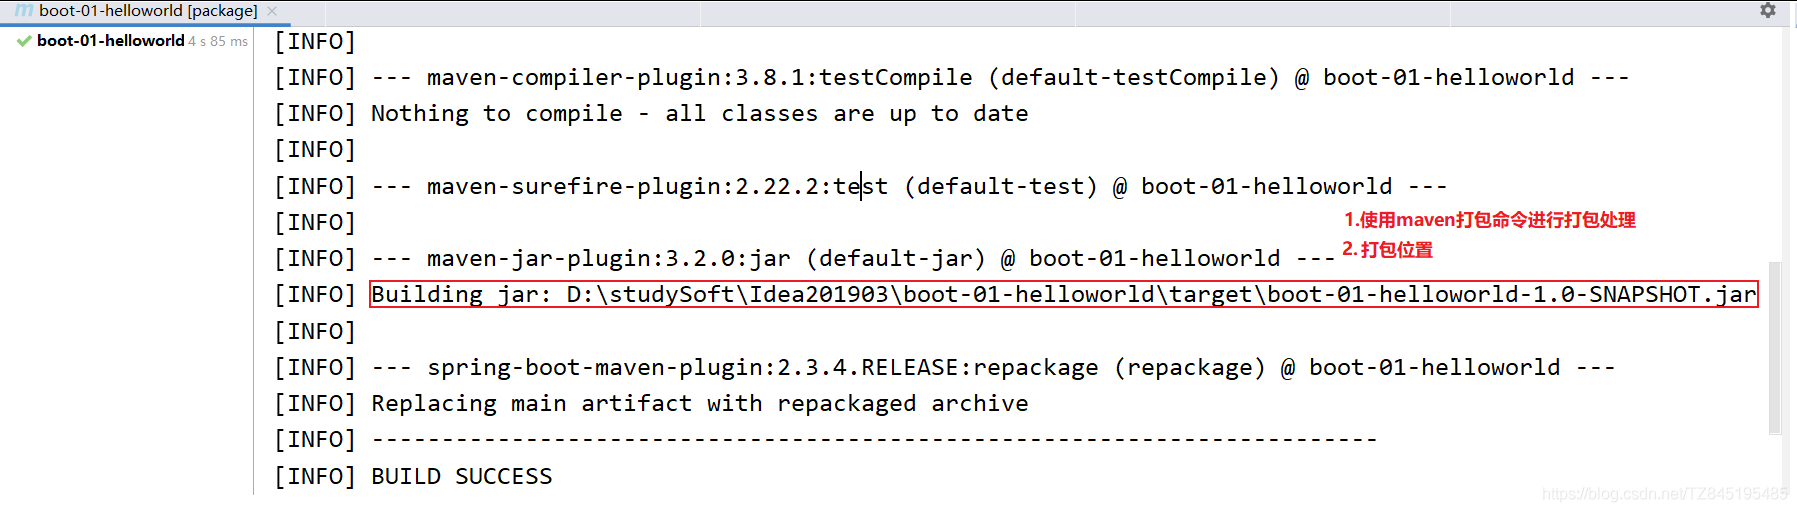 boot-01-helloworld [package] ×
boot-01-helloworld 4 s 85 ms
[INFO]
[INFO] --- maven-compiler-plugin:3.8.1:testCompile (default-testCompile) @ boot-01-helloworld ---
[INFO] Nothing to compile - all classes are up to date
[INFO]
[INFO] --- maven-surefire-plugin:2.22.2:test (default-test) @ boot-01-helloworld ---
[INFO]
1.使用maven打包命令进行打包处理
2. 打包位置
[INFO] --- maven-jar-plugin:3.2.0:jar (default-jar) @ boot-01-helloworld ---
[INFO] Building jar: D:\studySoft\Idea201903\boot-01-helloworld\target\boot-01-helloworld-1.0-SNAPSHOT.jar
[INFO]
[INFO] --- spring-boot-maven-plugin:2.3.4.RELEASE:repackage (repackage) @ boot-01-helloworld ---
[INFO] Replacing main artifact with repackaged archive
[INFO] ------------------------------------------------------------------------
[INFO] BUILD SUCCESS
https://blog.csdn.net/TZ845195485